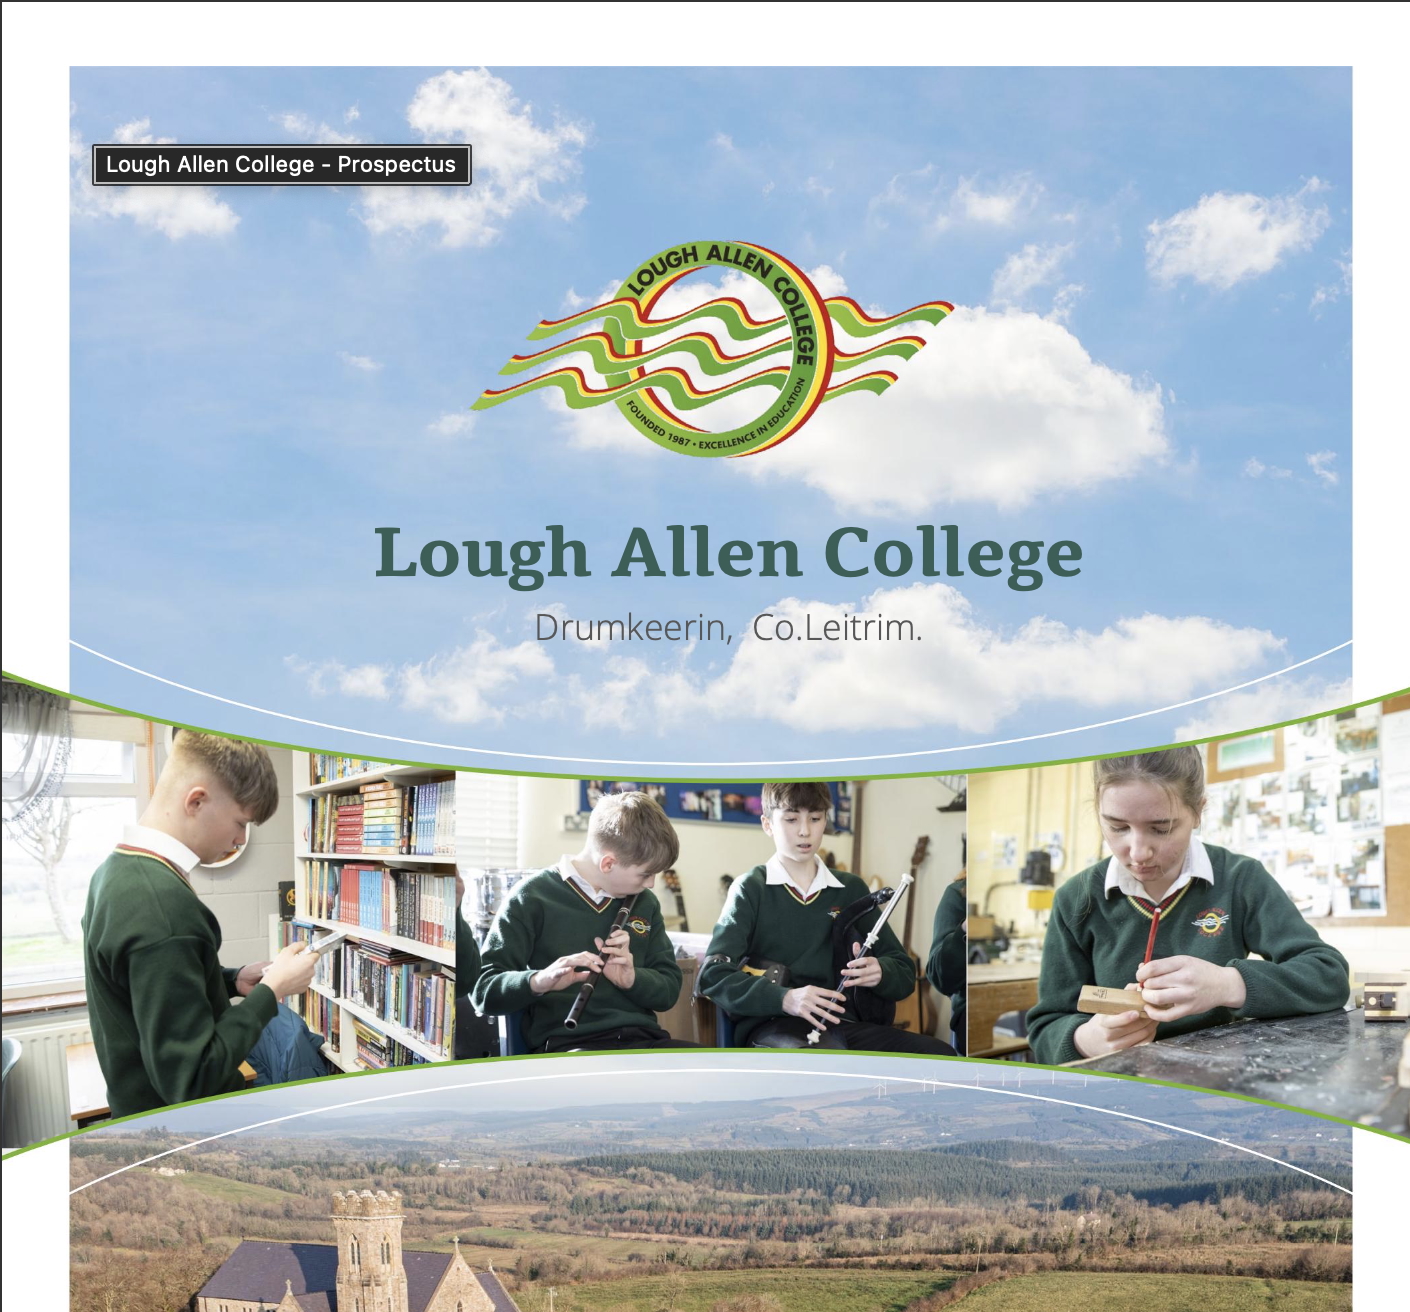 Lough Allen College - Prospectus
LOUGH ALLEN COLLEGE
FOUNDED 1987 • EXCELLENCE IN EDUCATION
Lough Allen College
Drumkeerin, Co.Leitrim.